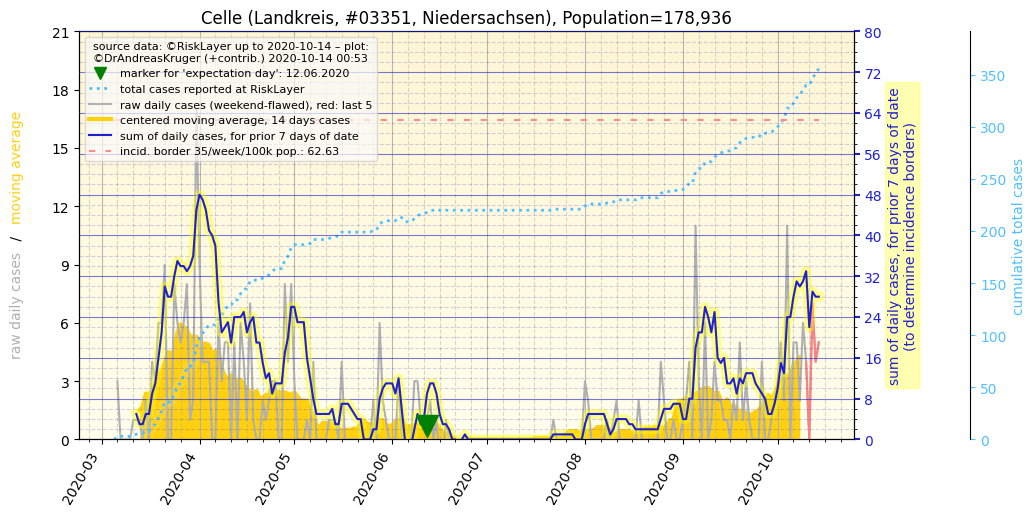 Celle (Landkreis, #03351, Niedersachsen), Population=178,936
source data: ©RiskLayer up to 2020-10-14 – plot:
©DrAndreasKruger (+contrib.) 2020-10-14 00:53
marker for 'expectation day': 12.06.2020
total cases reported at RiskLayer
raw daily cases (weekend-flawed), red: last 5
centered moving average, 14 days cases
sum of daily cases, for prior 7 days of date
incid. border 35/week/100k pop.: 62.63
raw daily cases / moving average
21
18
15
12
9
6
3
0
2020-03
2020-04
2020-05
2020-06
2020-07
2020-08
2020-09
2020-10
80
72
64
56
48
40
32
24
16
8
0
sum of daily cases, for prior 7 days of date
(to determine incidence borders)
350
300
250
200
150
100
50
0
cumulative total cases